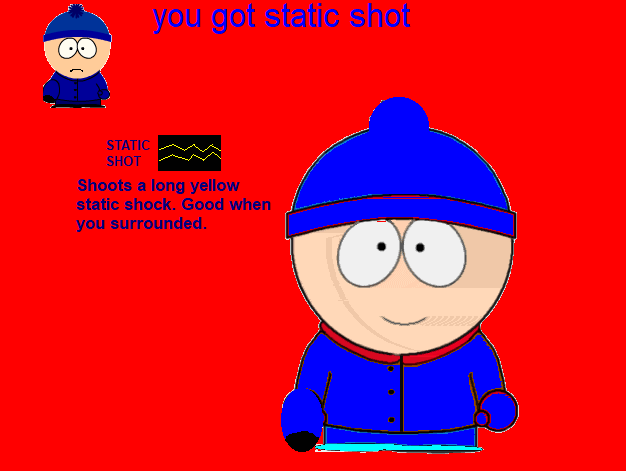 you got static shot
STATIC
SHOT
Shoots a long yellow
static shock. Good when
you surrounded.